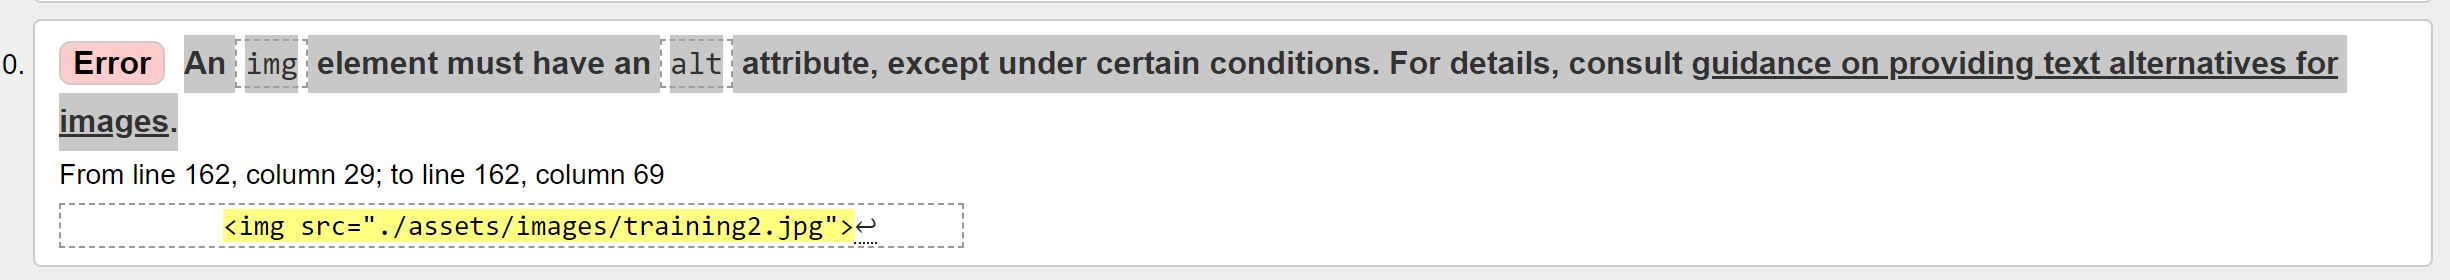 0. Error An img element must have an alt attribute, except under certain conditions. For details, consult guidance on providing text alternatives for
images.
From line 162, column 29; to line 162, column 69
<img src="./assets/images/training2.jpg">↩